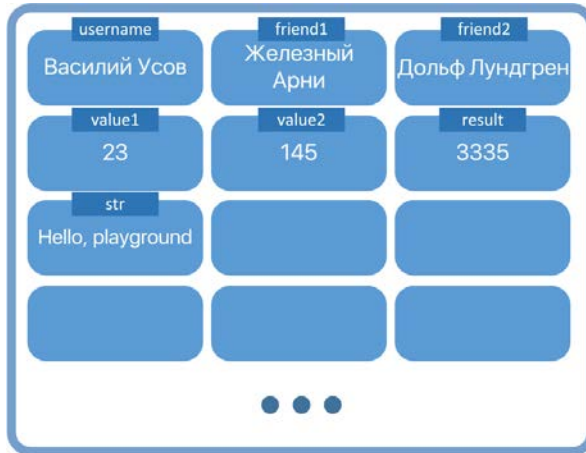 username
friend1
friend2
Василий Усов
Железный
Арни
Дольф Лундгрен
value1
value2
result
23
145
3335
str
Hello, playground